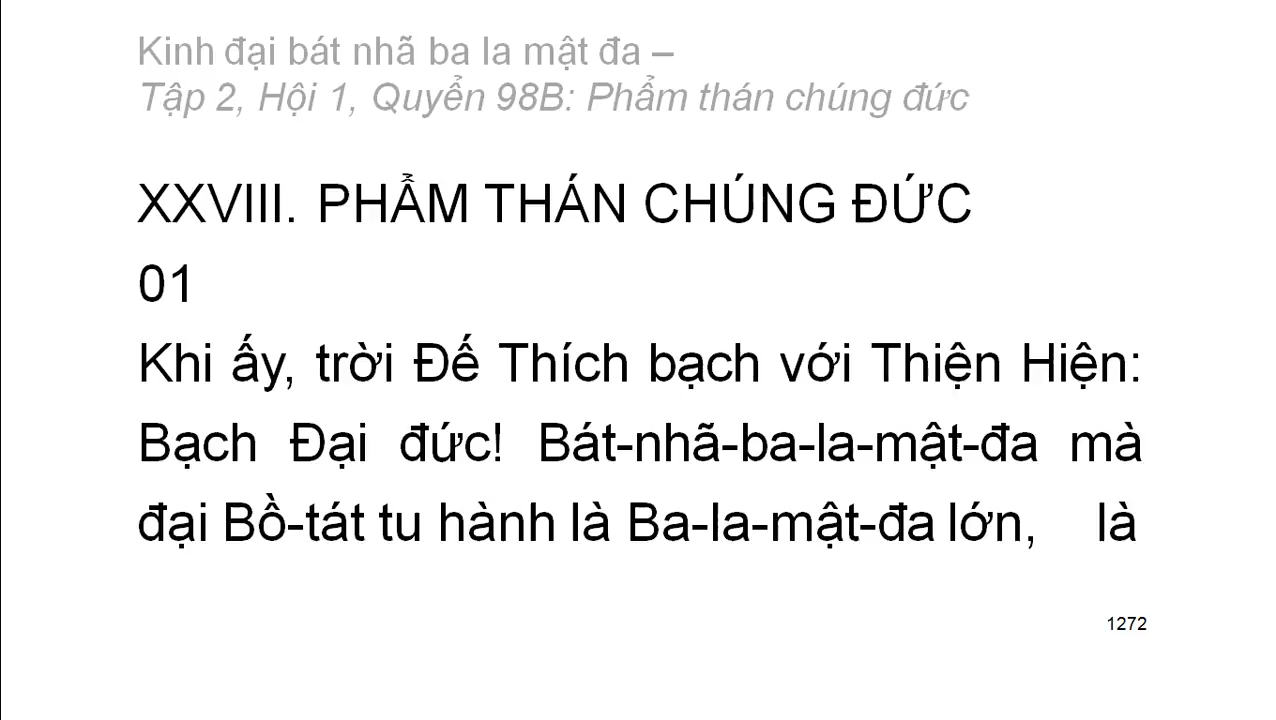 Kinh đại bát nhã ba la mật đa –
Tập 2, Hội 1, Quyển 98B: Phẩm thán chúng đức
XXVIII. PHẨM THÁN CHÚNG ĐỨC
01
Khi ấy, trời Đế Thích bạch với Thiện Hiện:
Bạch Đại đức! Bát-nhã-ba-la-mật-đa mà
đại Bồ-tát tu hành là Ba-la-mật-đa lớn, là
1272